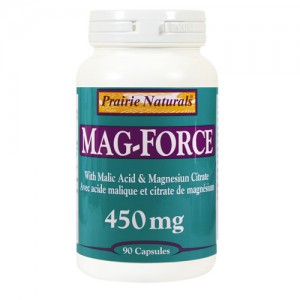 Prairie Naturals®
MAG-FORCE
With Malic Acid & Magnesiun Citrate
Avec acide malique et citrate de magnésium
450 mg
90 Capsules